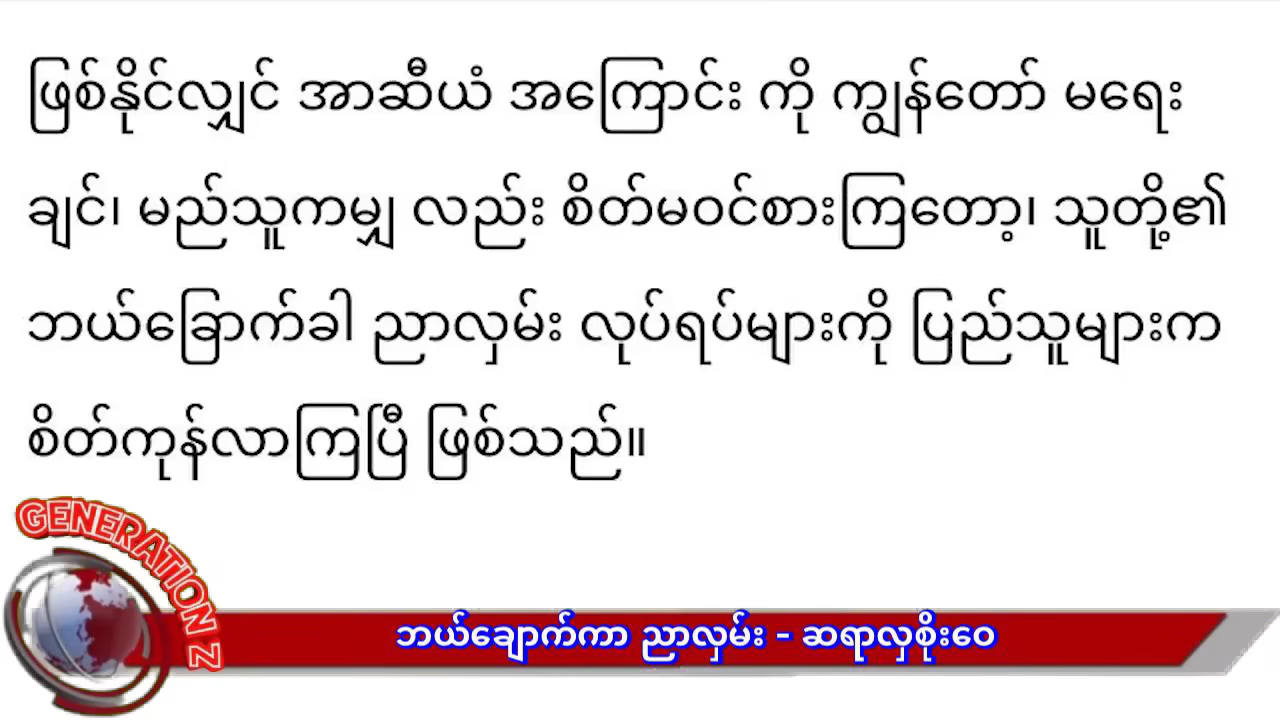 ဖြစ်နိုင်လျှင် အာဆီယံ အကြောင်း ကို ကျွန်တော် မရေး
ချင်၊ မည်သူကမျှ လည်း စိတ်မဝင်စားကြတော့၊ သူတို့၏
ဘယ်ခြောက်ခါ ညာလှမ်း လုပ်ရပ်များကို ပြည်သူများက
စိတ်ကုန်လာကြပြီ ဖြစ်သည်။
GENERATION Z
ဘယ်ချောက်ကာ ညာလှမ်း - ဆရာလှစိုးဝေ